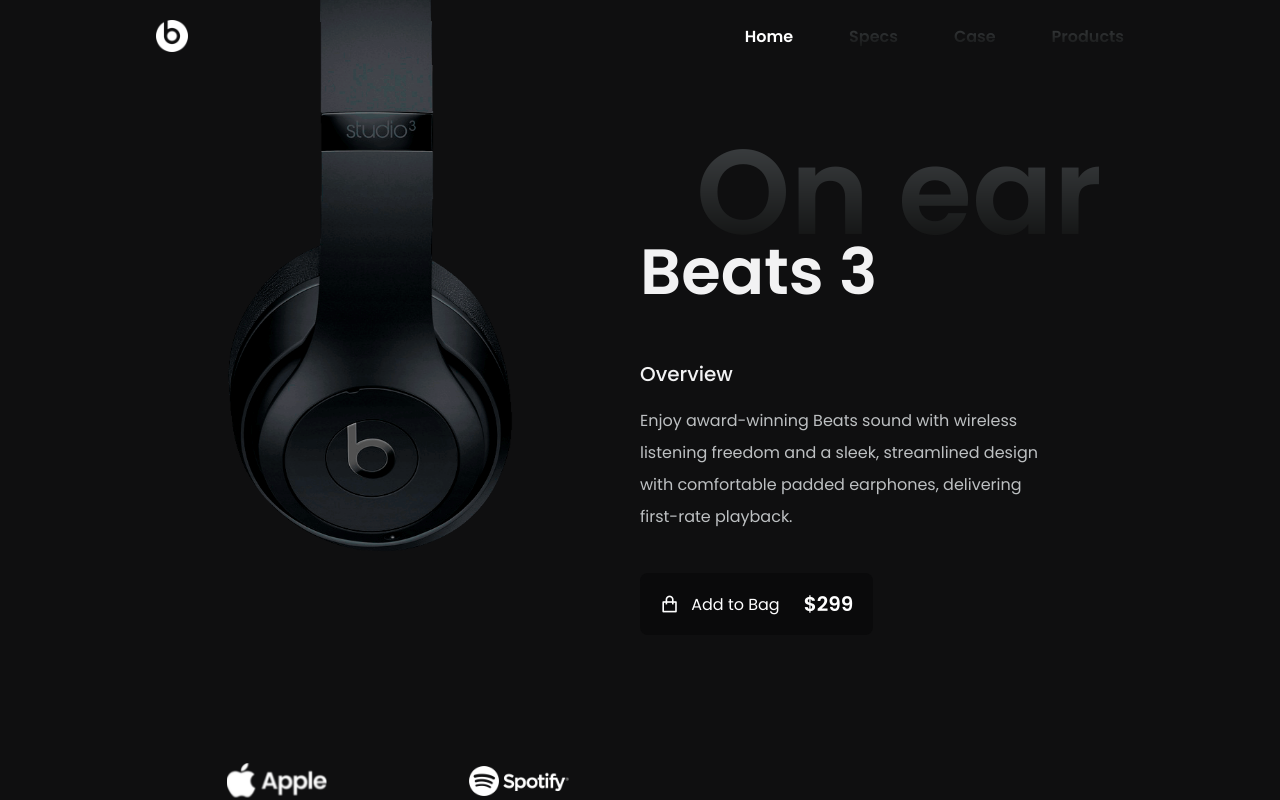 Home
Specs
Case
Products
studio3
On ear
Beats 3
Overview
Enjoy award-winning Beats sound with wireless
listening freedom and a sleek, streamlined design
with comfortable padded earphones, delivering
first-rate playback.
Add to Bag $299
Apple
Spotify